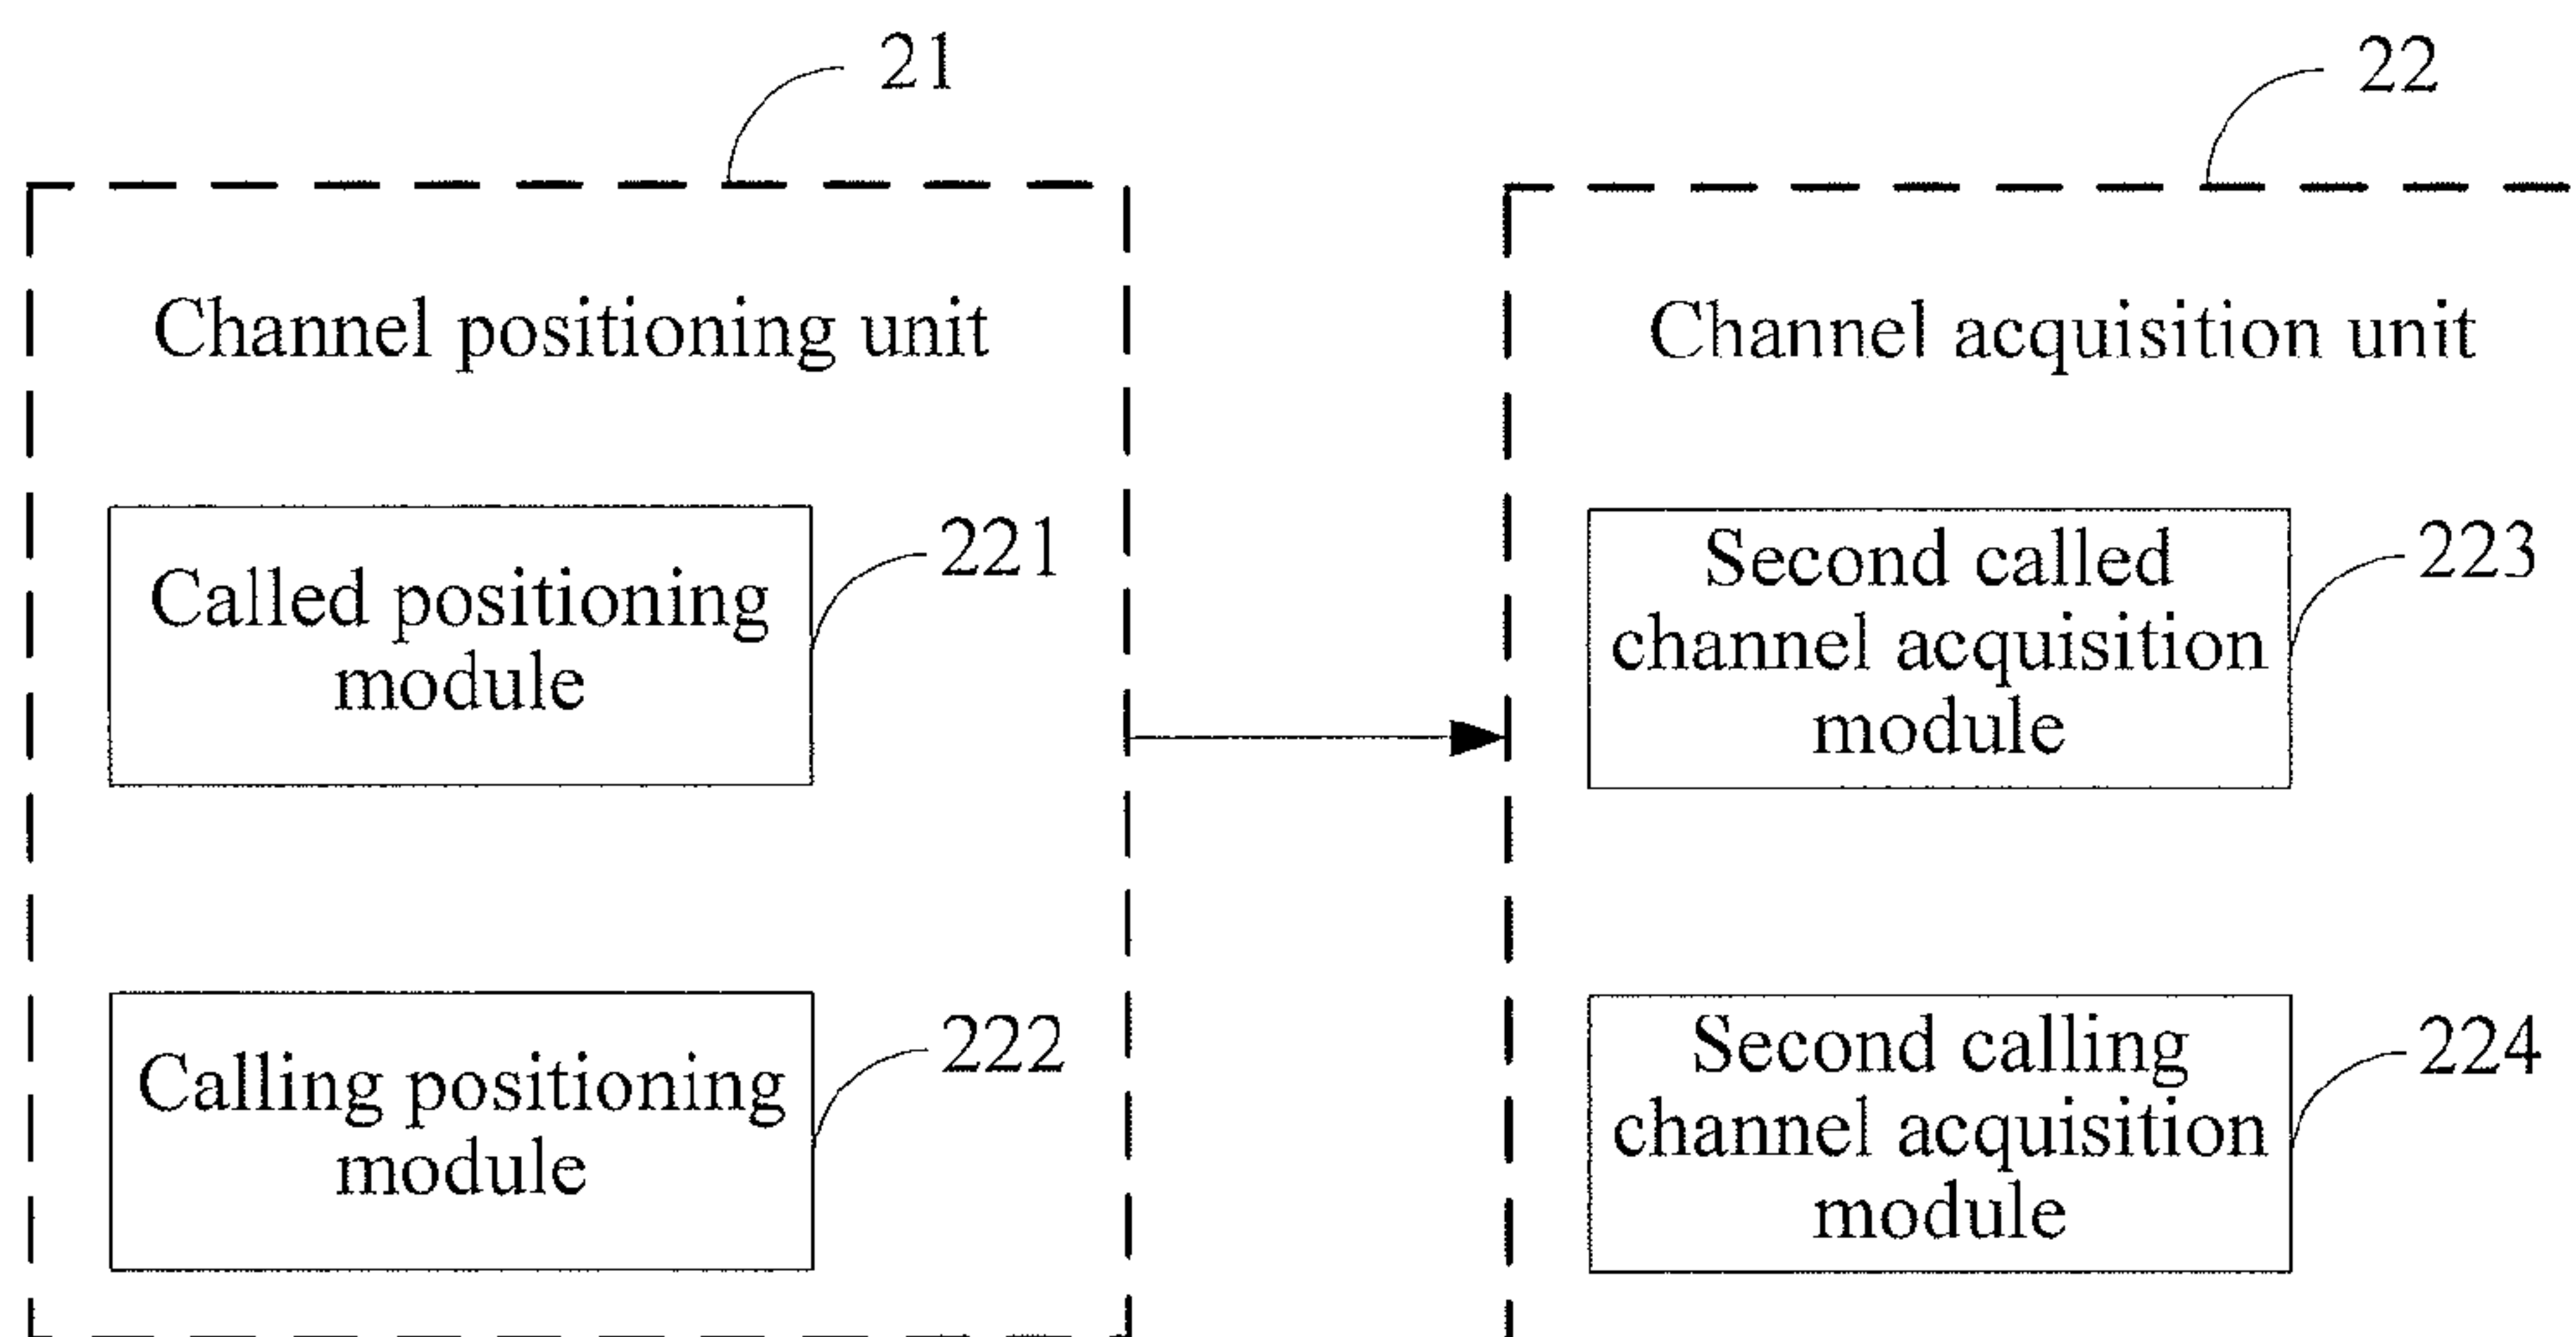 21
22
Channel positioning unit
Channel acquisition unit
Called positioning
module
221
Second called
channel acquisition
module
223
Calling positioning
module
222
Second calling
channel acquisition
module
224